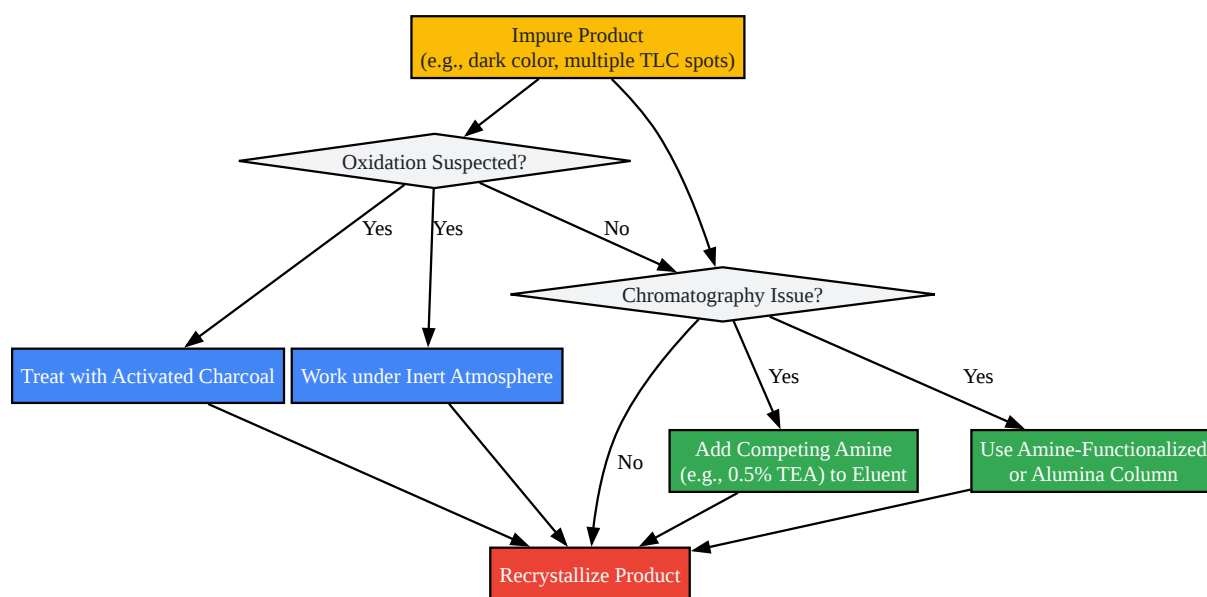 Impure Product
(e.g., dark color, multiple TLC spots)
Oxidation Suspected?
Yes
Yes
No
Chromatography Issue?
Treat with Activated Charcoal
Work under Inert Atmosphere
Yes
Yes
No
Add Competing Amine
(e.g., 0.5% TEA) to Eluent
Use Amine-Functionalized
or Alumina Column
Recrystallize Product